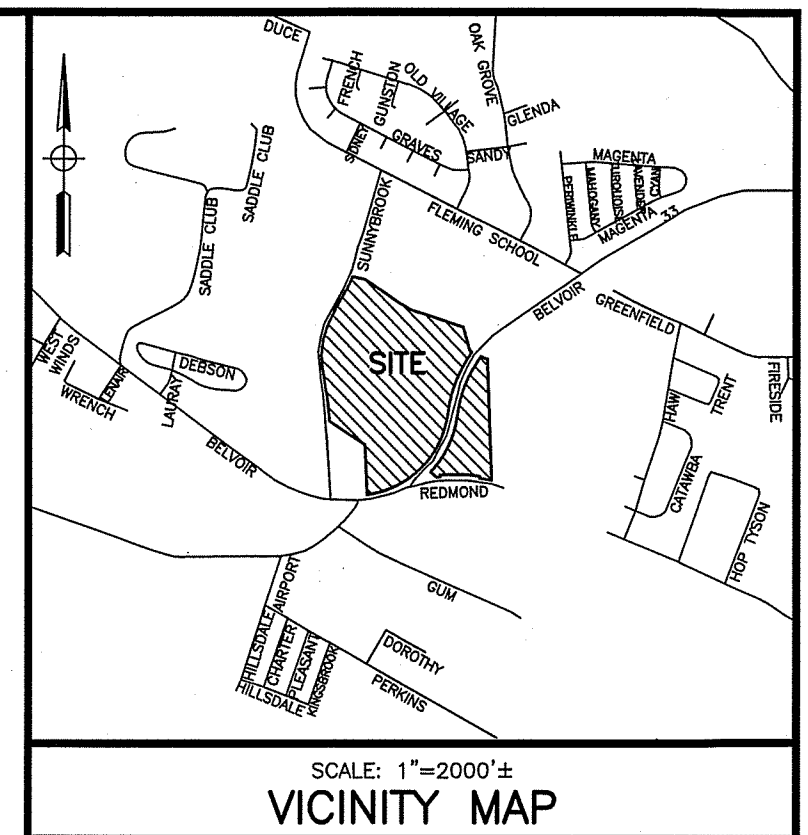 DUCE
OAK GROVE
FRENCH
GUNSTON
OLD VILLAGE
GLENDA
SIDNEY
GRAVES
SANDY
SADDLE CLUB
SADDLE CLUB
SUNNYBROOK
FLEMING SCHOOL
MAGENTA
PERIWINKLE
MAHOGANY
TURQUOISE
CYAN
MAGENTA
33
BELVOIR
GREENFIELD
WEST WINDS
WRENCH
LENAIR
DEBSON
LAURAY
SITE
HAW
TRENT
FIRESIDE
BELVOIR
CATAWBA
REDMOND
HOP TYSON
AIRPORT
GUM
HILLSDALE
CHARTER
PLEASANT
KINGSBROOK
HILLSDALE
DOROTHY
PERKINS
SCALE: 1"=2000'±
VICINITY MAP